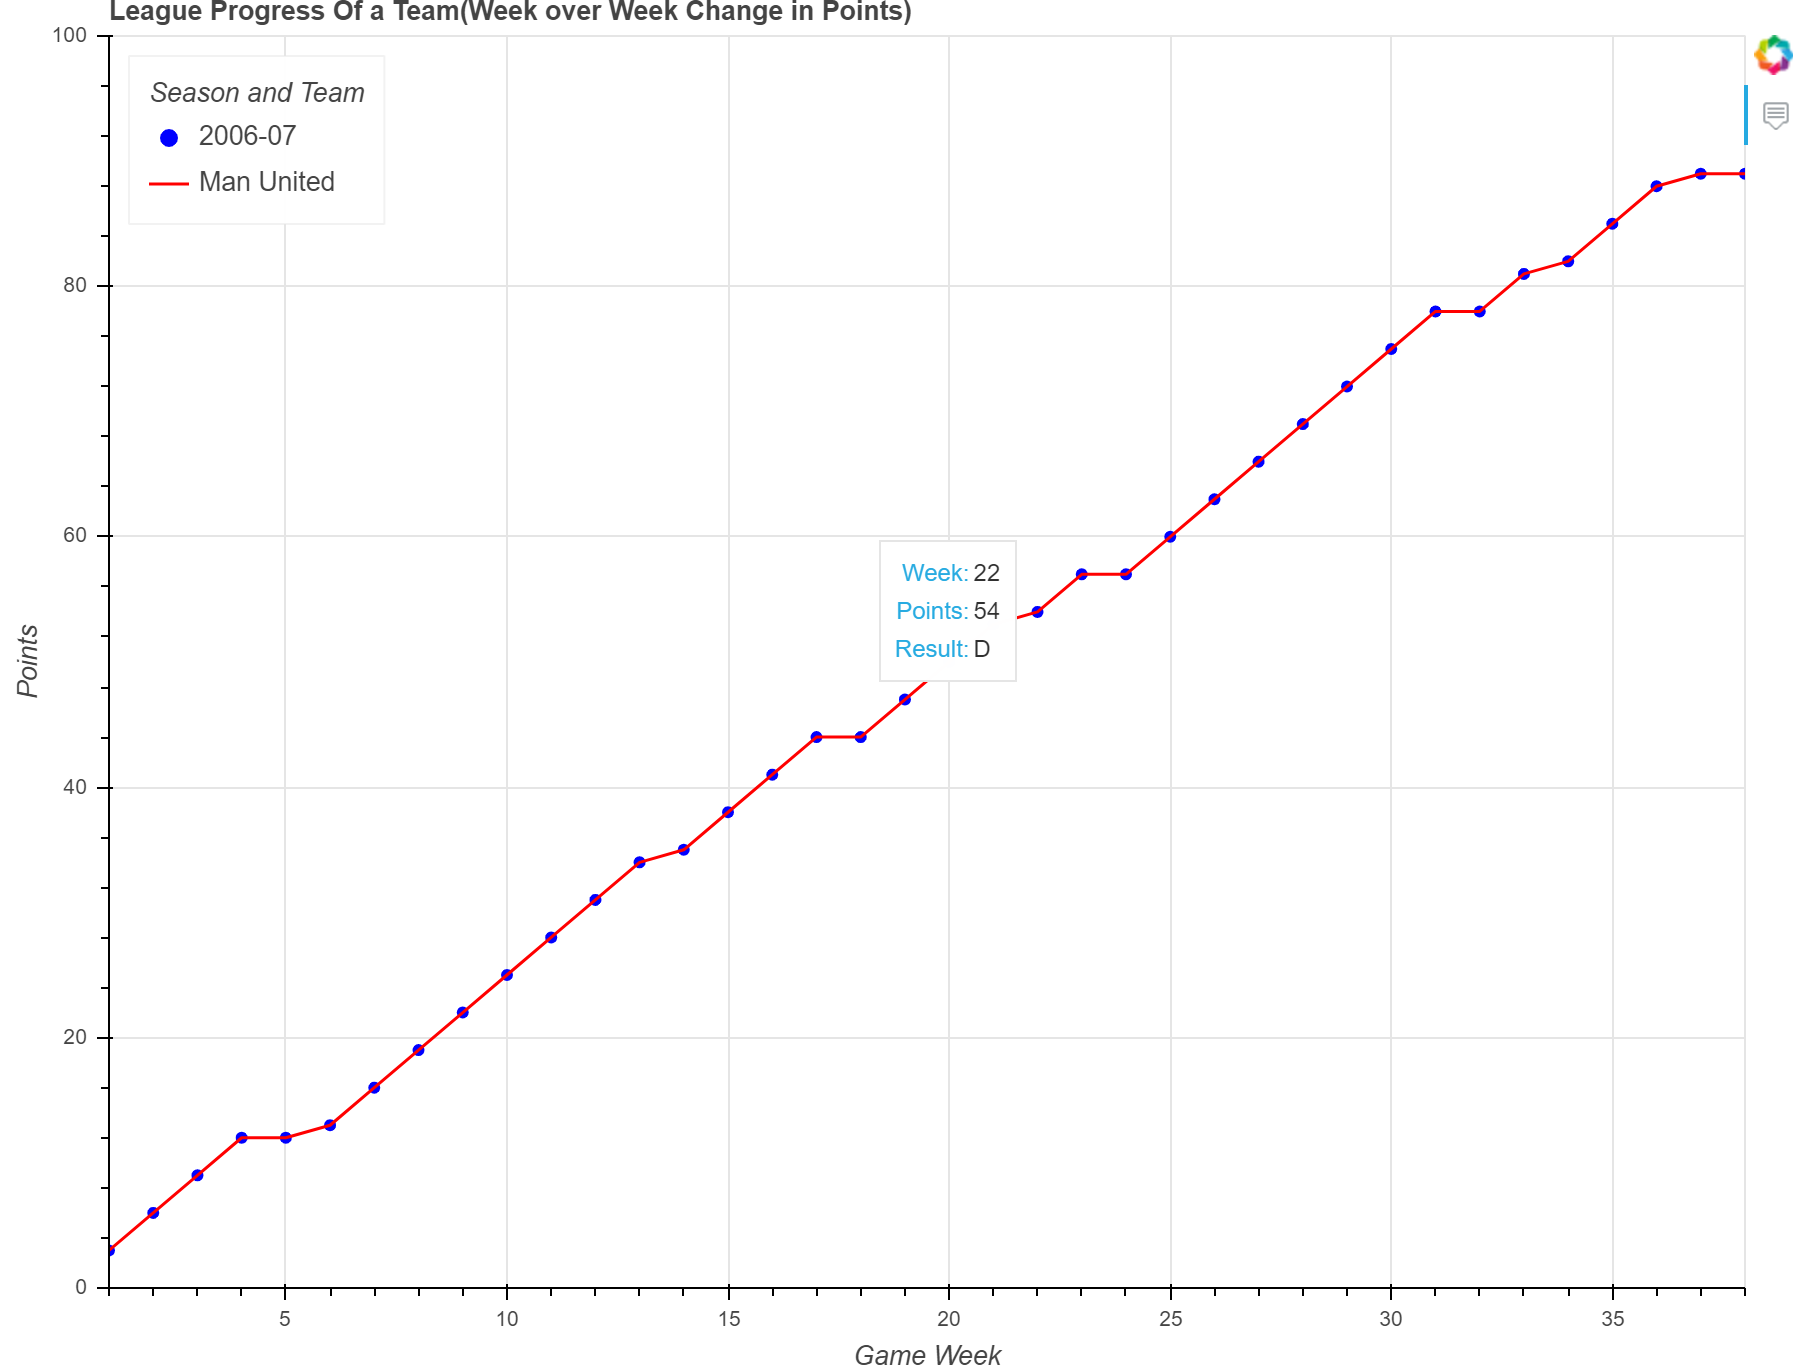 League Progress Of a Team(Week over Week Change in Points)
100
80
60
40
20
0
Points
Season and Team
2006-07
Man United
Week: 22
Points: 54
Result: D
5 10 15 20 25 30 35
Game Week